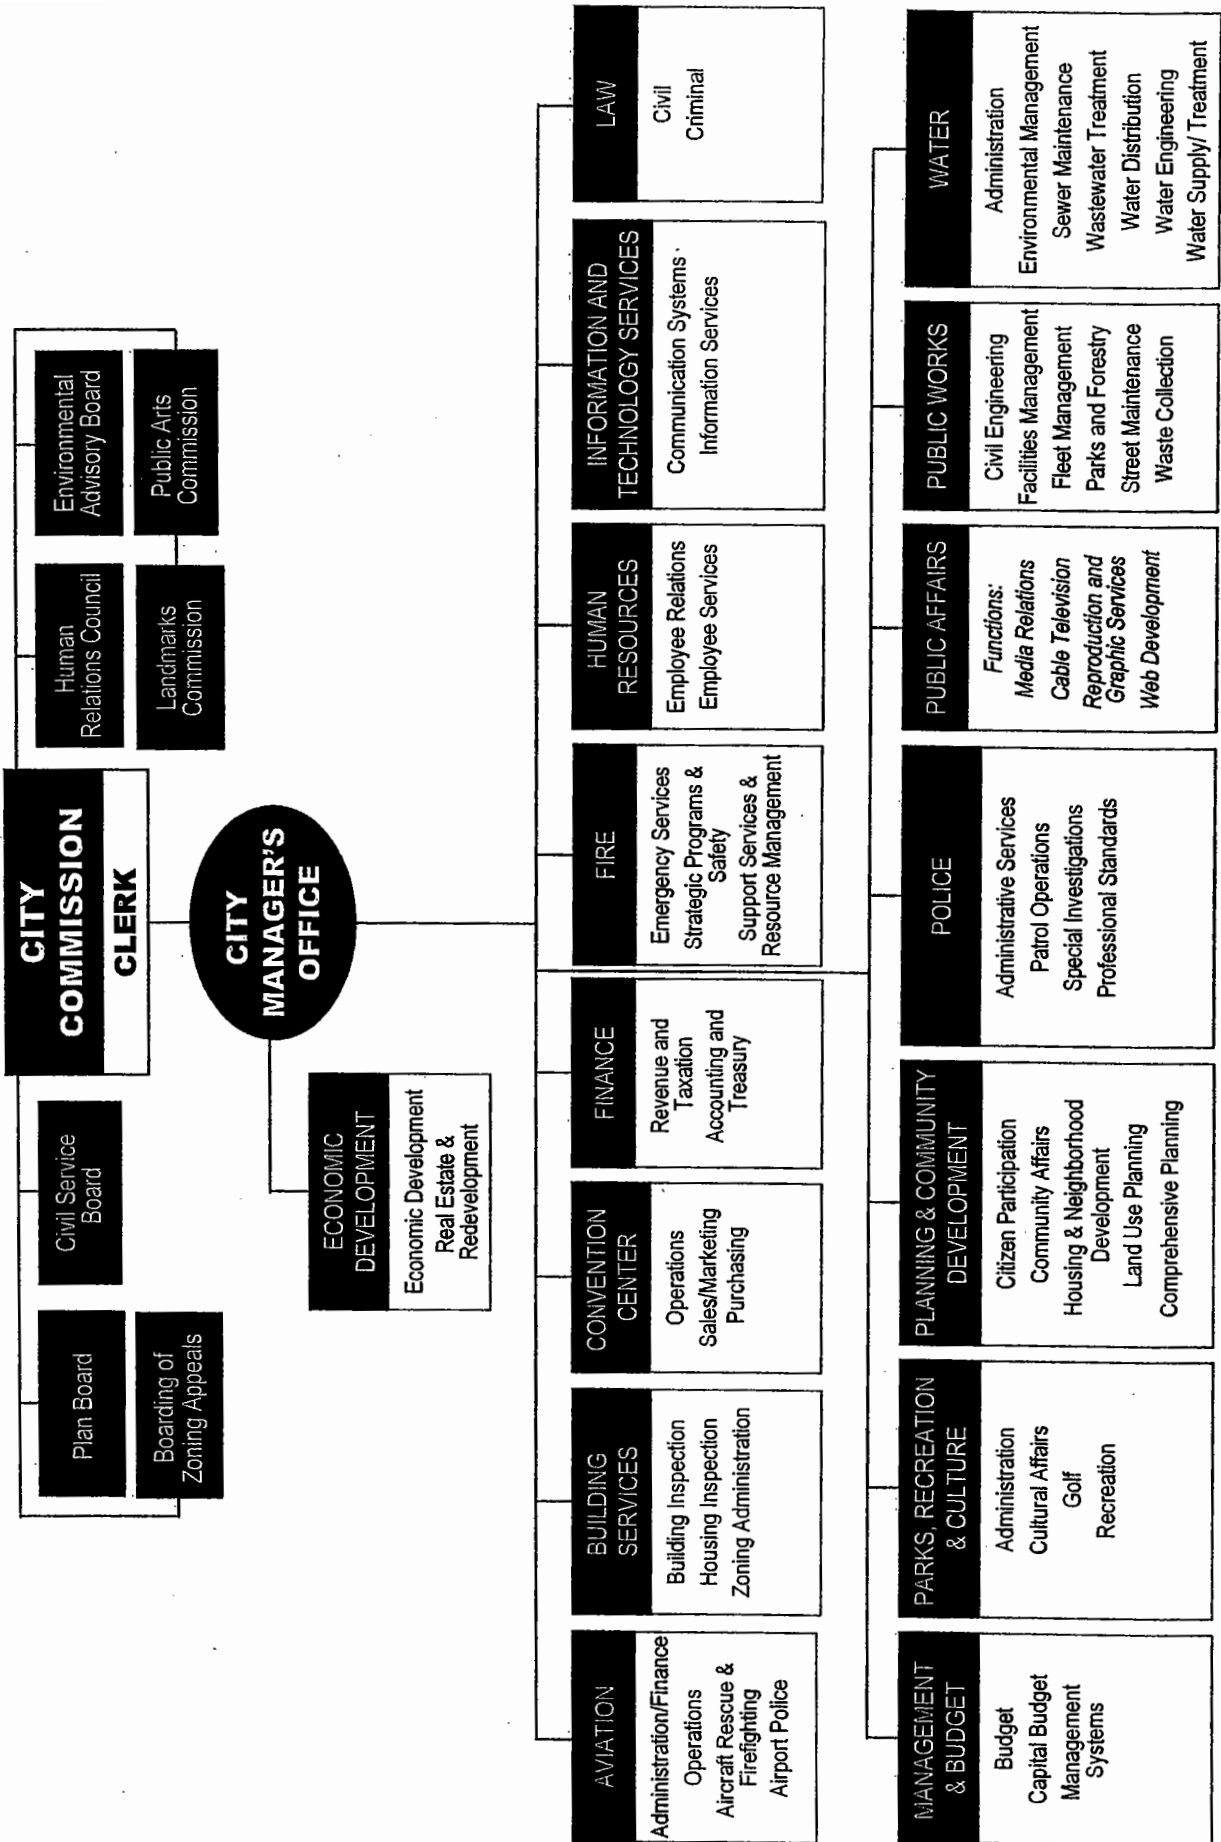 CITY
COMMISSION
CLERK
Plan Board
Boarding of
Zoning Appeals
Civil Service
Board
Human
Relations Council
Landmarks
Commission
Environmental
Advisory Board
Public Arts
Commission
CITY
MANAGER'S
OFFICE
ECONOMIC
DEVELOPMENT
Economic Development
Real Estate &
Redevelopment
AVIATION
Administration/Finance
Operations
Aircraft Rescue &
Firefighting
Airport Police
BUILDING
SERVICES
Building Inspection
Housing Inspection
Zoning Administration
CONVENTION
CENTER
Operations
Sales/Marketing
Purchasing
FINANCE
Revenue and
Taxation
Accounting and
Treasury
FIRE
Emergency Services
Strategic Programs &
Safety
Support Services &
Resource Management
HUMAN
RESOURCES
Employee Relations
Employee Services
INFORMATION AND
TECHNOLOGY SERVICES
Communication Systems
Information Services
LAW
Civil
Criminal
MANAGEMENT
& BUDGET
Budget
Capital Budget
Management
Systems
PARKS, RECREATION
& CULTURE
Administration
Cultural Affairs
Golf
Recreation
PLANNING & COMMUNITY
DEVELOPMENT
Citizen Participation
Community Affairs
Housing & Neighborhood
Development
Land Use Planning
Comprehensive Planning
POLICE
Administrative Services
Patrol Operations
Special Investigations
Professional Standards
PUBLIC AFFAIRS
Functions:
Media Relations
Cable Television
Reproduction and
Graphic Services
Web Development
PUBLIC WORKS
Civil Engineering
Facilities Management
Fleet Management
Parks and Forestry
Street Maintenance
Waste Collection
WATER
Administration
Environmental Management
Sewer Maintenance
Wastewater Treatment
Water Distribution
Water Engineering
Water Supply/ Treatment